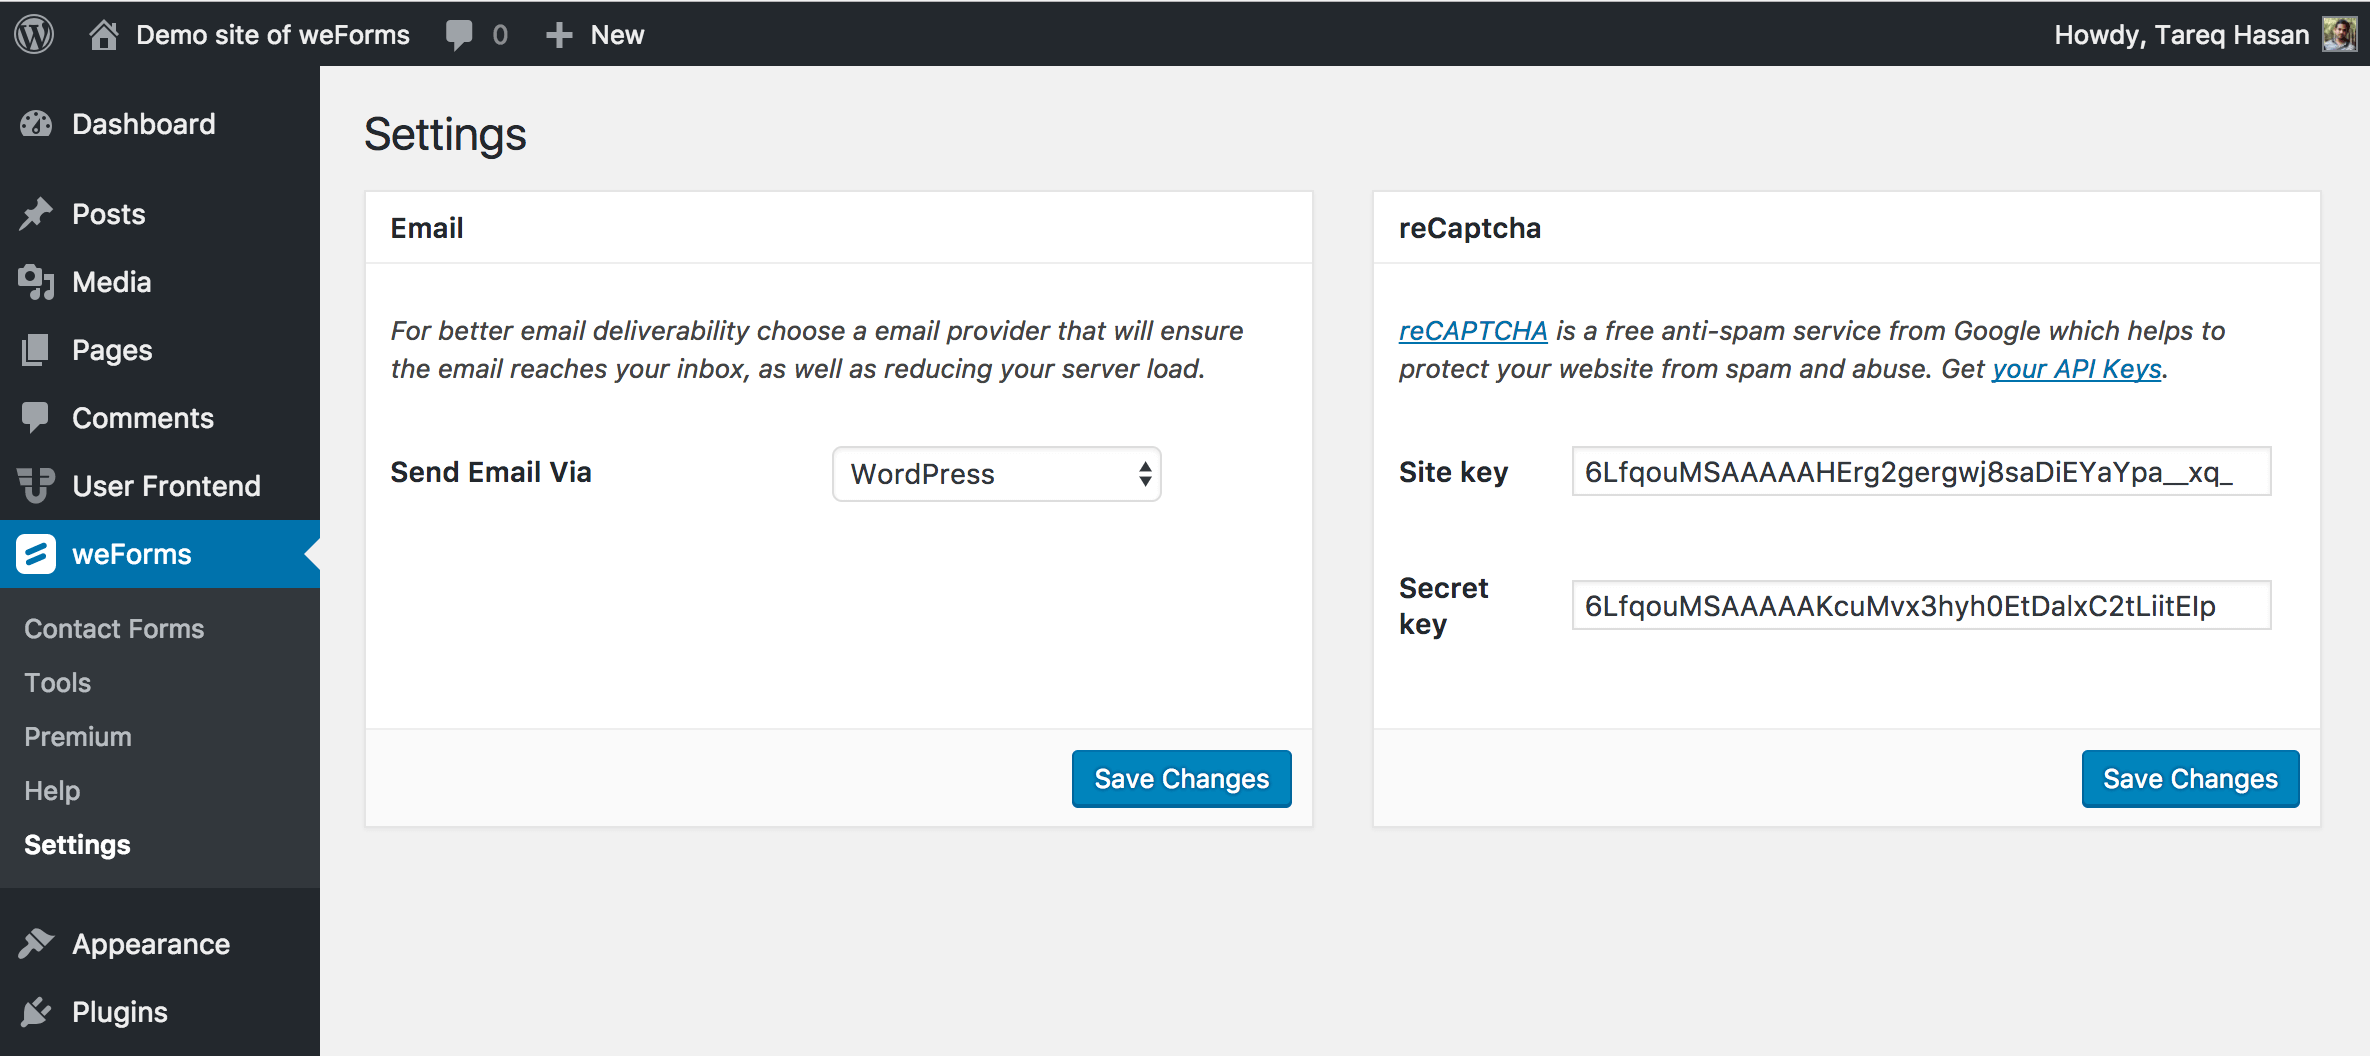 Demo site of weForms 0 New Howdy, Tareq Hasan
Dashboard
Posts
Media
Pages
Comments
User Frontend
weForms
Contact Forms
Tools
Premium
Help
Settings
Appearance
Plugins
Settings
Email
For better email deliverability choose a email provider that will ensure
the email reaches your inbox, as well as reducing your server load.
Send Email Via WordPress
Save Changes
reCaptcha
reCAPTCHA is a free anti-spam service from Google which helps to
protect your website from spam and abuse. Get your API Keys.
Site key 6LfqouMSAAAAAHErg2gergwj8saDiEYaYpa__xq_
Secret
key 6LfqouMSAAAAAKcuMvx3hyh0EtDalxC2tLiitEIp
Save Changes